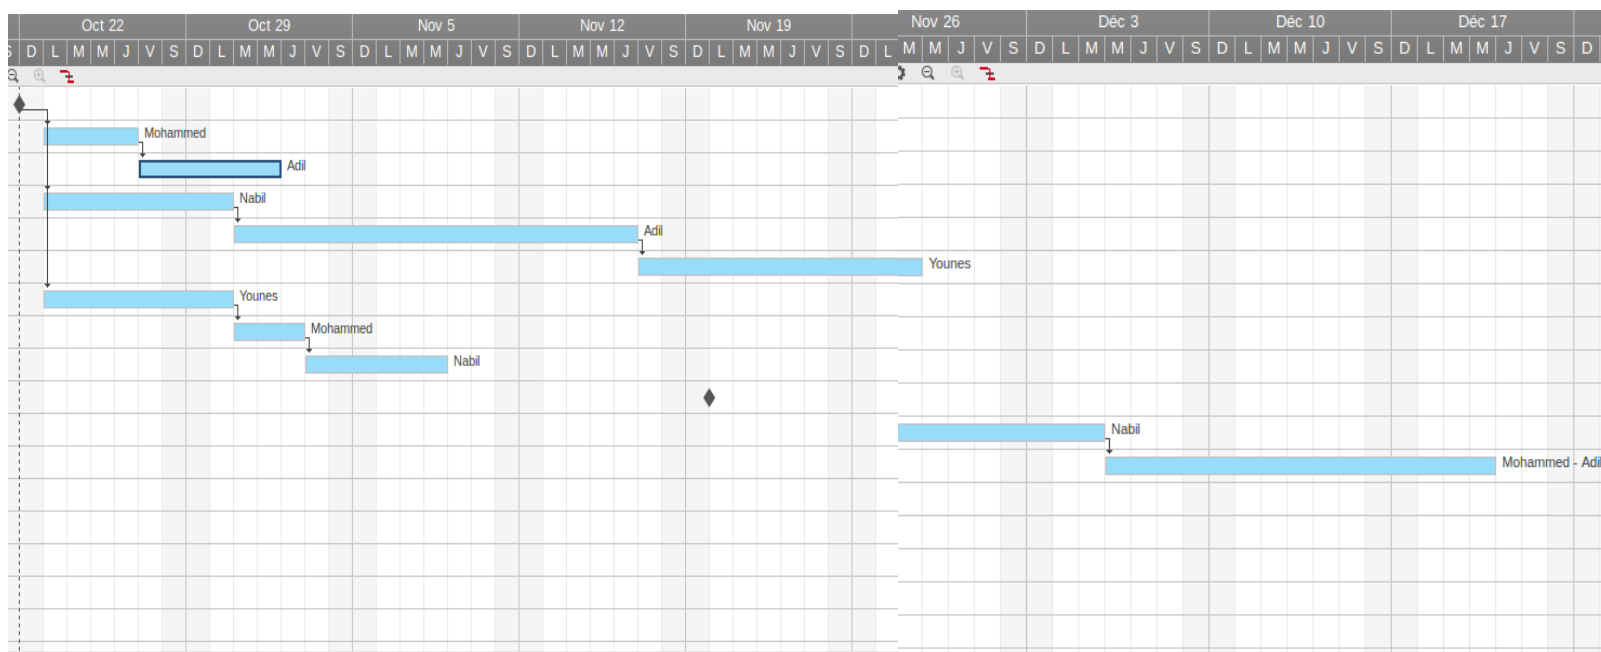 Oct 22 Oct 29 Nov 5 Nov 12 Nov 19 Nov 26 Déc 3 Déc 10 Déc 17
S D L M M J V S D L M M J V S D L M M J V S D L M M J V S D L M M J V S D L M M J V S D L M M J V S D L M M J V S D L M M J V S D
Mohammed
Adil
Nabil
Adil
Younes
Younes
Mohammed
Nabil
Nabil
Mohammed - Adil